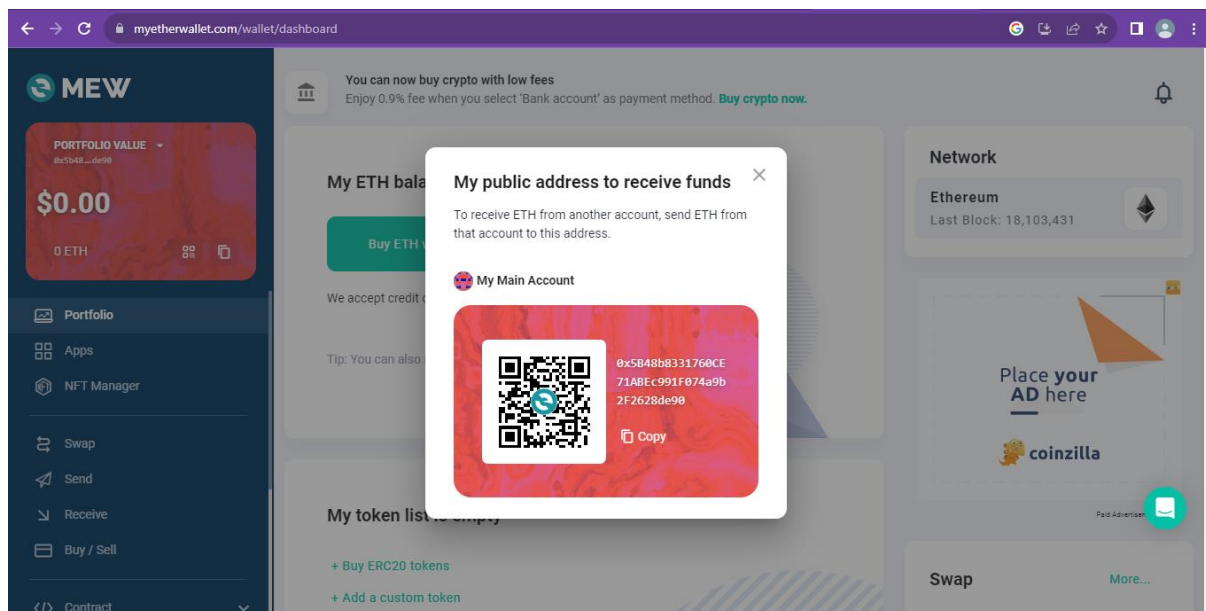 myetherwallet.com/wallet/dashboard
MEW
PORTFOLIO VALUE
0x5b48...de90
$0.00
0 ETH
Portfolio
Apps
NFT Manager
Swap
Send
Receive
Buy / Sell
Contract
You can now buy crypto with low fees
Enjoy 0.9% fee when you select 'Bank account' as payment method. Buy crypto now.
My ETH bala
Buy ETH
We accept credit
Tip: You can also
My public address to receive funds
To receive ETH from another account, send ETH from
that account to this address.
My Main Account
0x5B48b8331760CE
71ABEc991F074a9b
2F2628de90
Copy
My token list is empty
+ Buy ERC20 tokens
+ Add a custom token
Network
Ethereum
Last Block: 18,103,431
Place your
AD here
coinzilla
Paid
Swap
More...